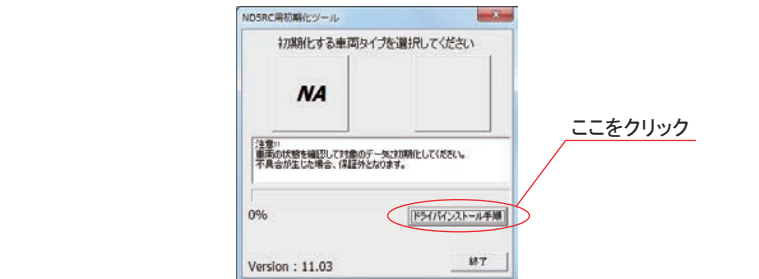 ND5RC用初期化ツール
初期化する車両タイプを選択してください
NA
ここをクリック
注意!!
車両の状態を確認して対象のデータに初期化してください。
不具合が生じた場合、保証外となります。
0%
ドライバインストール手順
Version : 11.03
終了